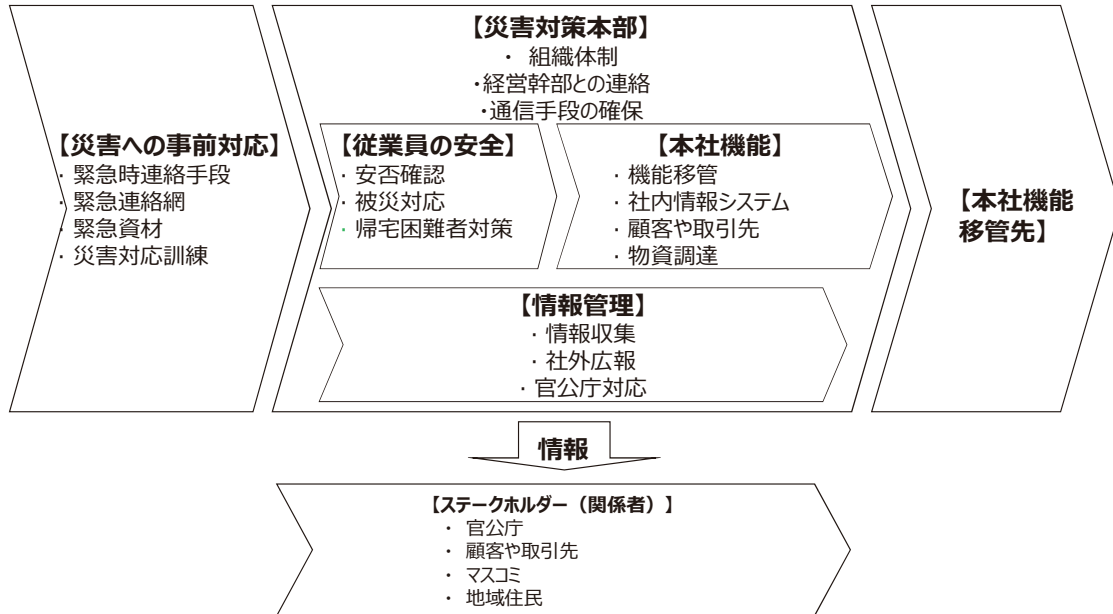 【災害への事前対応】
・緊急時連絡手段
・緊急連絡網
・緊急資材
・災害対応訓練
【災害対策本部】
・ 組織体制
・経営幹部との連絡
・通信手段の確保
【従業員の安全】
・安否確認
・被災対応
・帰宅困難者対策
【本社機能】
・機能移管
・社内情報システム
・顧客や取引先
・物資調達
【情報管理】
・情報収集
・社外広報
・官公庁対応
【本社機能
移管先】
情報
【ステークホルダー（関係者）】
・ 官公庁
・ 顧客や取引先
・ マスコミ
・ 地域住民